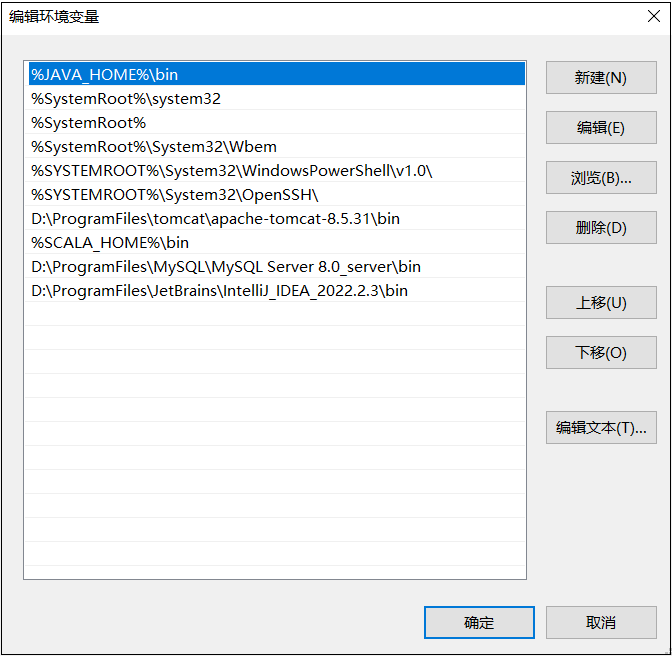 编辑环境变量
%JAVA_HOME%\bin
%SystemRoot%\system32
%SystemRoot%
%SystemRoot%\System32\Wbem
%SYSTEMROOT%\System32\WindowsPowerShell\v1.0\
%SYSTEMROOT%\System32\OpenSSH\
D:\ProgramFiles\tomcat\apache-tomcat-8.5.31\bin
%SCALA_HOME%\bin
D:\ProgramFiles\MySQL\MySQL Server 8.0_server\bin
D:\ProgramFiles\JetBrains\IntelliJ_IDEA_2022.2.3\bin
新建(N)
编辑(E)
浏览(B)...
删除(D)
上移(U)
下移(O)
编辑文本(T)...
确定
取消